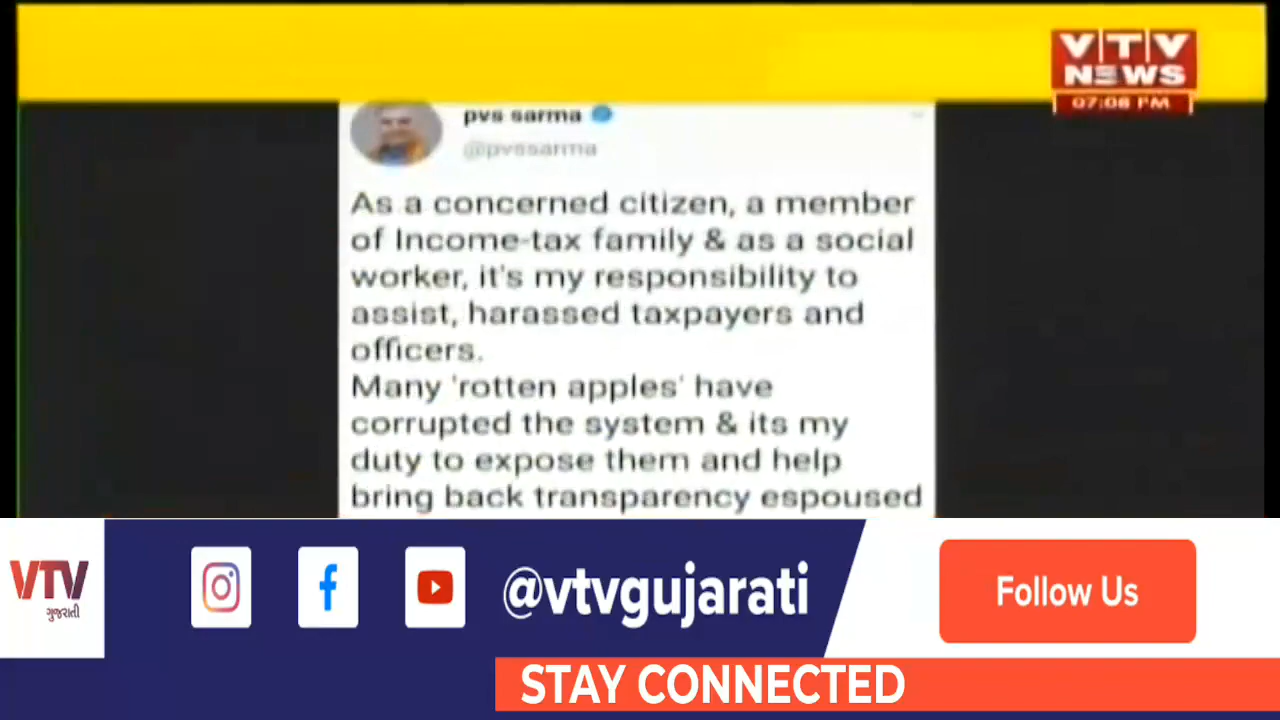 VTV
NEWS
07:08 PM
pvs sarma
@pvssarma
As a concerned citizen, a member
of Income-tax family & as a social
worker, it's my responsibility to
assist, harassed taxpayers and
officers.
Many 'rotten apples' have
corrupted the system & its my
duty to expose them and help
bring back transparency espoused
VTV
ગુજરાતી
@vtvgujarati
Follow Us
STAY CONNECTED